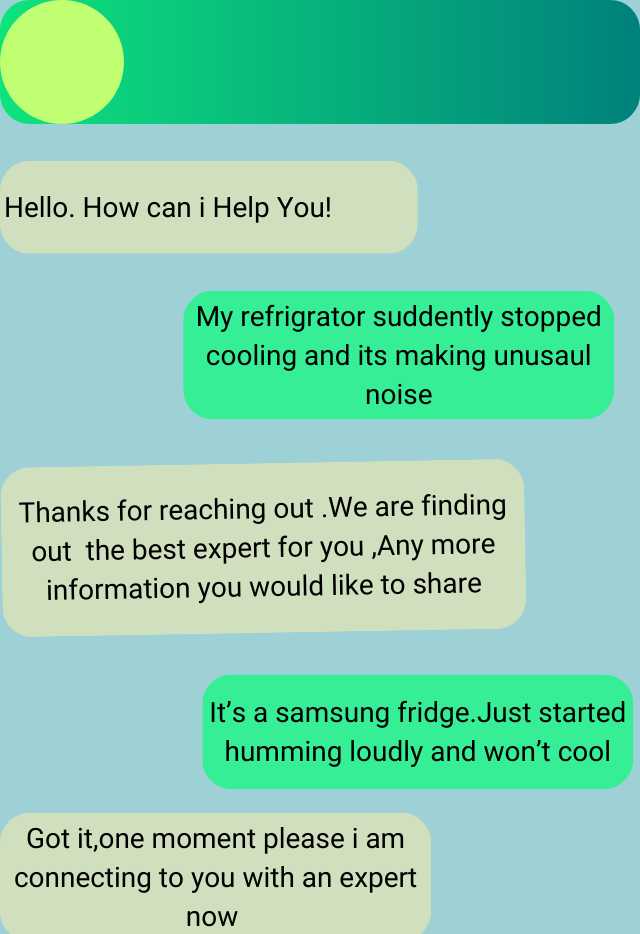 Hello. How can i Help You!
My refrigrator suddently stopped
cooling and its making unusaul
noise
Thanks for reaching out .We are finding
out  the best expert for you ,Any more
information you would like to share
It’s a samsung fridge.Just started
humming loudly and won’t cool
Got it,one moment please i am
connecting to you with an expert
now